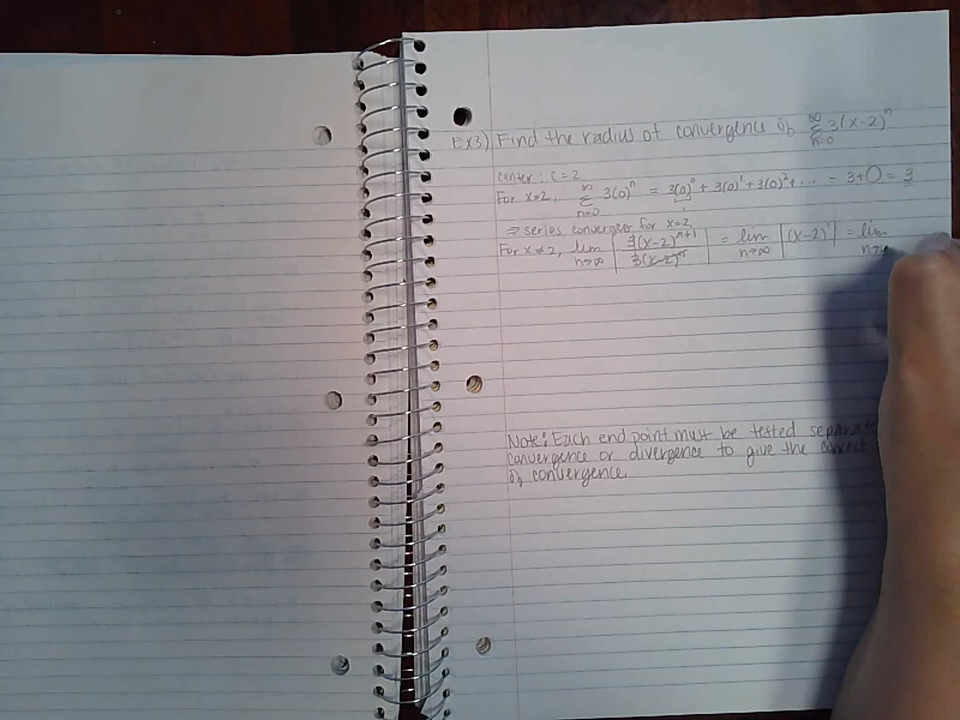 Ex3) Find the radius of convergence of ∞ Σ n=0 3(x-2)^n
center: c=2
For x=2, ∞ Σ n=0 3(0)^n = 3(0)^0 + 3(0)^1 + 3(0)^2 + ... = 3+0 = 3
⇒ series converges for x=2
For x≠2, lim n→∞ | 3(x-2)^n+1 / 3(x-2)^n | = lim n→∞ |(x-2)^1| = lim
Note: Each end point must be tested
convergence or divergence to give the correct
of convergence.